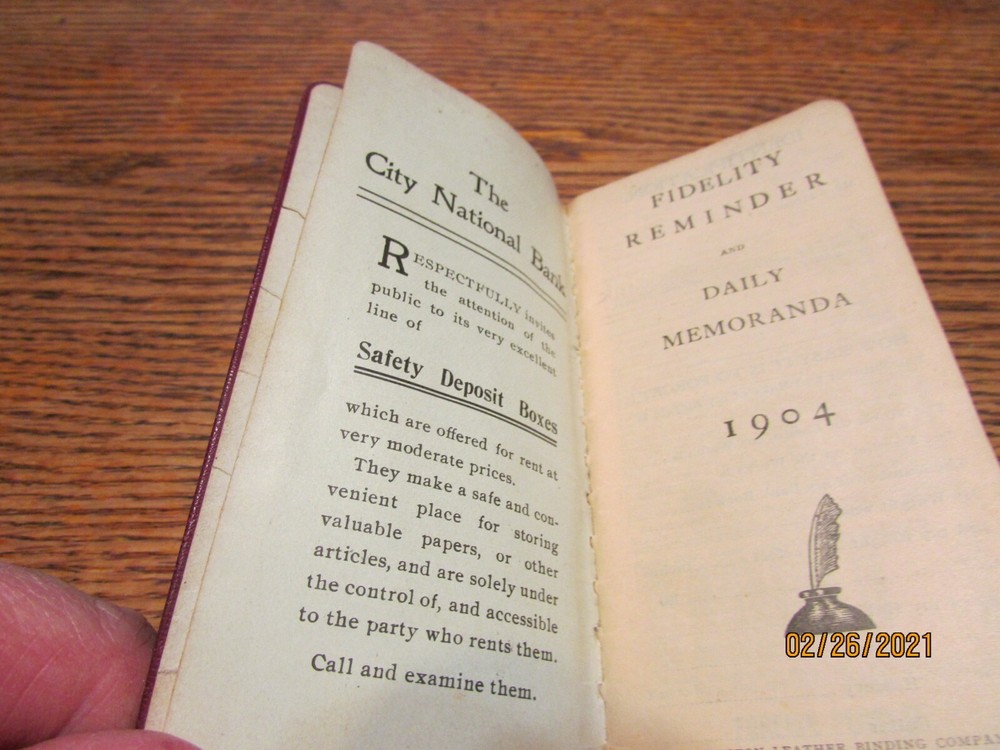 The
City National Bank
RESPECTFULLY invites
the attention of the
public to its very excellent
line of
Safety Deposit Boxes
which are offered for rent at
very moderate prices.
They make a safe and con-
venient place for storing
valuable papers, or other
articles, and are solely under
the control of, and accessible
to the party who rents them.
Call and examine them.
FIDELITY
REMINDER
AND
DAILY
MEMORANDA
1904
LEATHER BINDING
02/26/2021